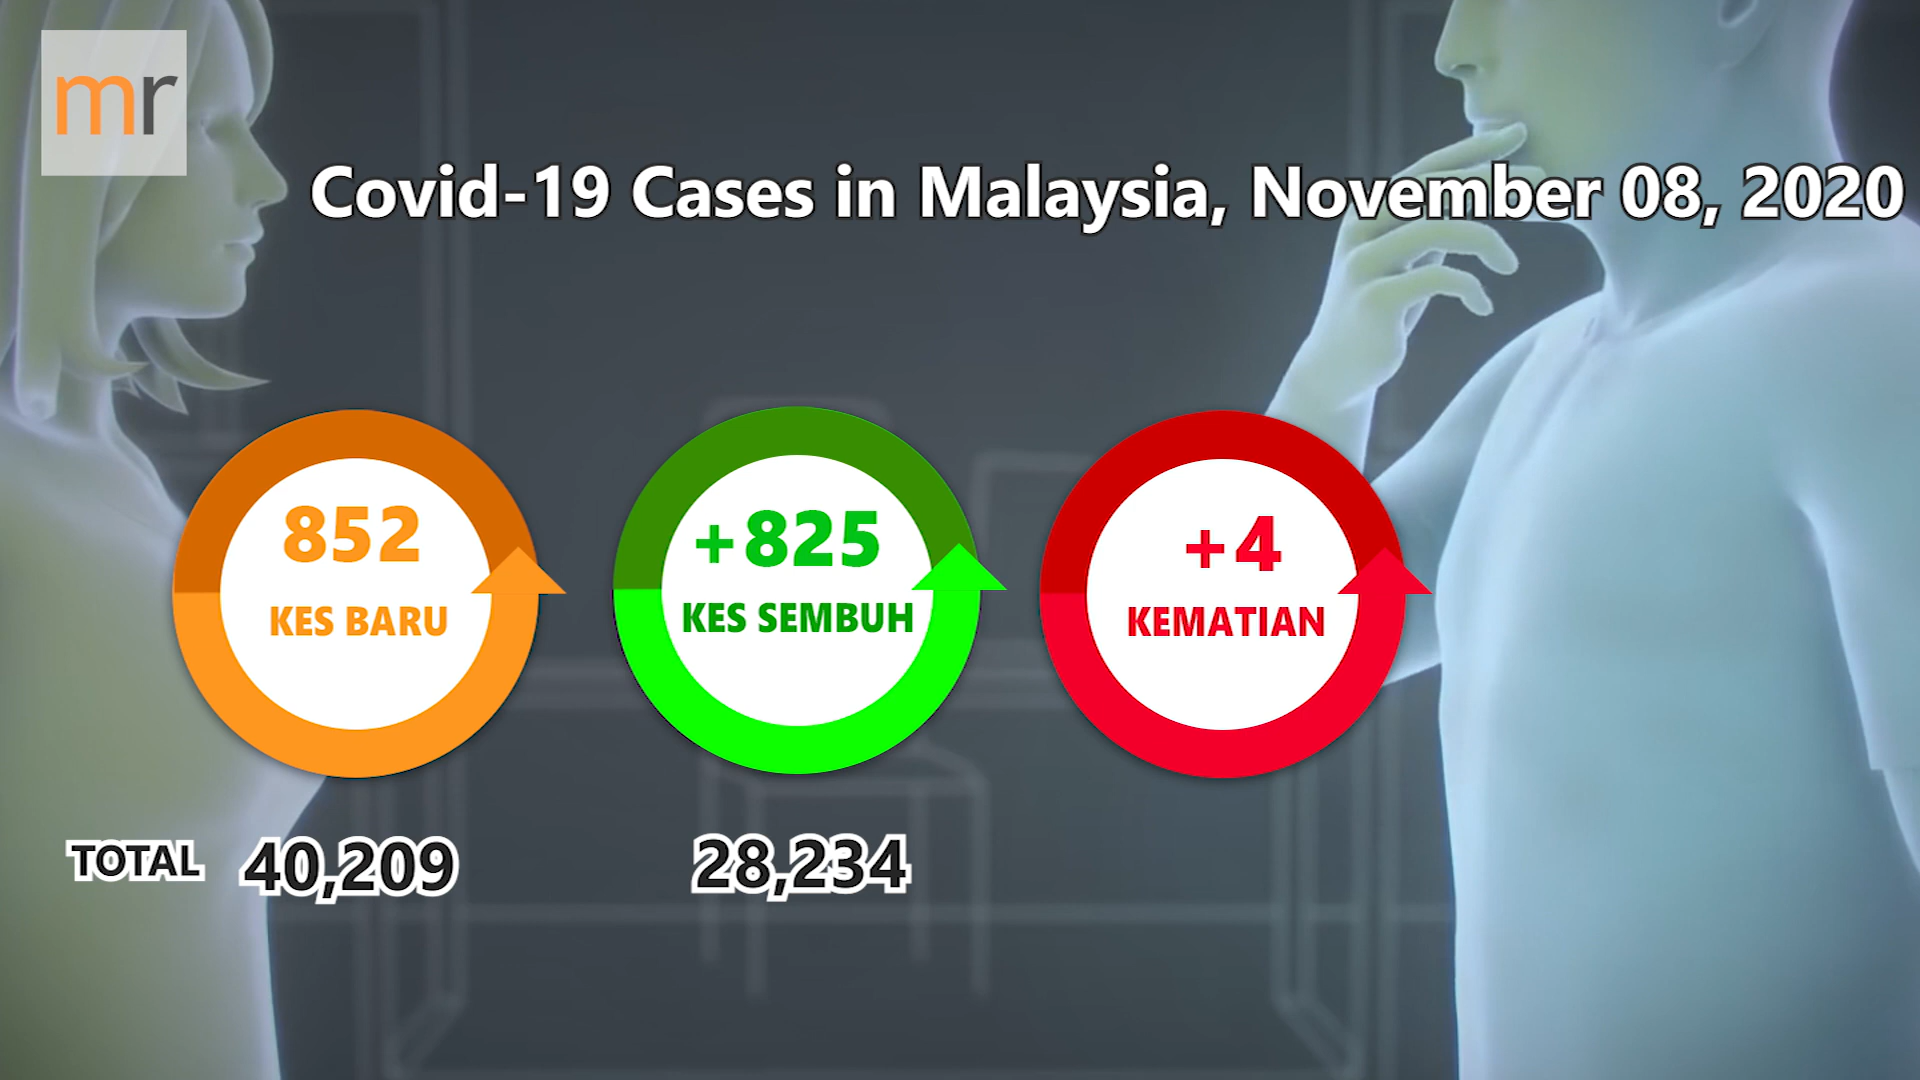 mr
Covid-19 Cases in Malaysia, November 08, 2020
852
KES BARU
+825
KES SEMBUH
+4
KEMATIAN
TOTAL 40,209 28,234